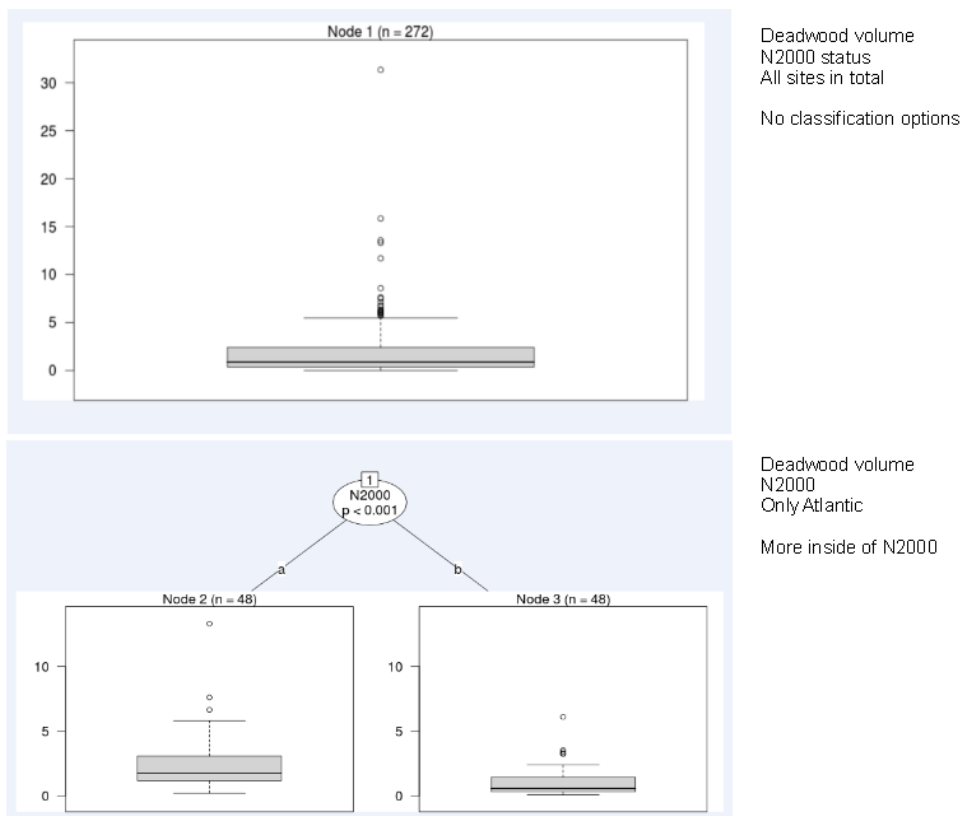 Node 1 (n = 272)
30
25
20
15
10
5
0
Deadwood volume
N2000 status
All sites in total
No classification options
1
N2000
p < 0.001
a
b
Node 2 (n = 48)
10
5
0
Node 3 (n = 48)
10
5
0
Deadwood volume
N2000
Only Atlantic
More inside of N2000